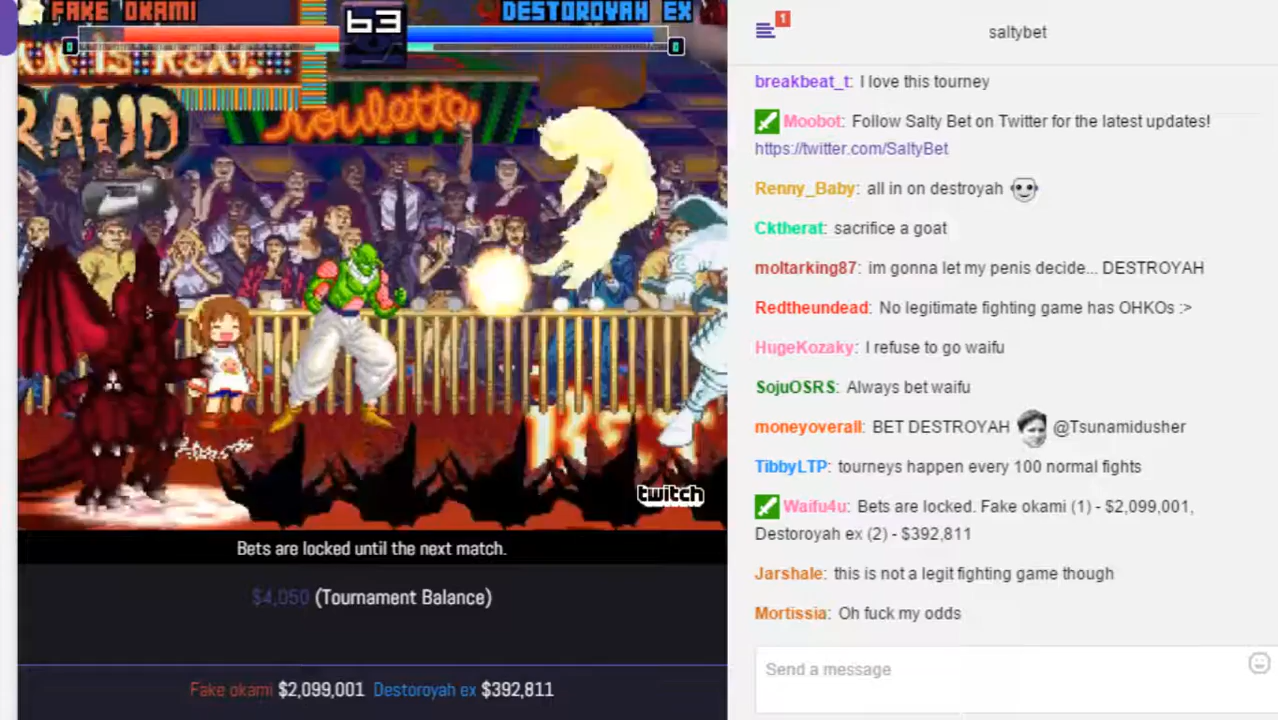 FAKE OKAMI
63
DESTOROYAH EX
0
0
roulette
twitch
Bets are locked until the next match.
$4,050 (Tournament Balance)
Fake okami $2,099,001 Destoroyah ex $392,811
1
saltybet
breakbeat_t: I love this tourney
Moobot: Follow Salty Bet on Twitter for the latest updates!
https://twitter.com/SaltyBet
Renny_Baby: all in on destroyah
Cktherat: sacrifice a goat
moltarking87: im gonna let my penis decide... DESTROYAH
Redtheundead: No legitimate fighting game has OHKOs :>
HugeKozaky: I refuse to go waifu
SojuOSRS: Always bet waifu
moneyoverall: BET DESTROYAH @Tsunamidusher
TibbyLTP: tourneys happen every 100 normal fights
Waifu4u: Bets are locked. Fake okami (1) - $2,099,001,
Destoroyah ex (2) - $392,811
Jarshale: this is not a legit fighting game though
Mortissia: Oh fuck my odds
Send a message